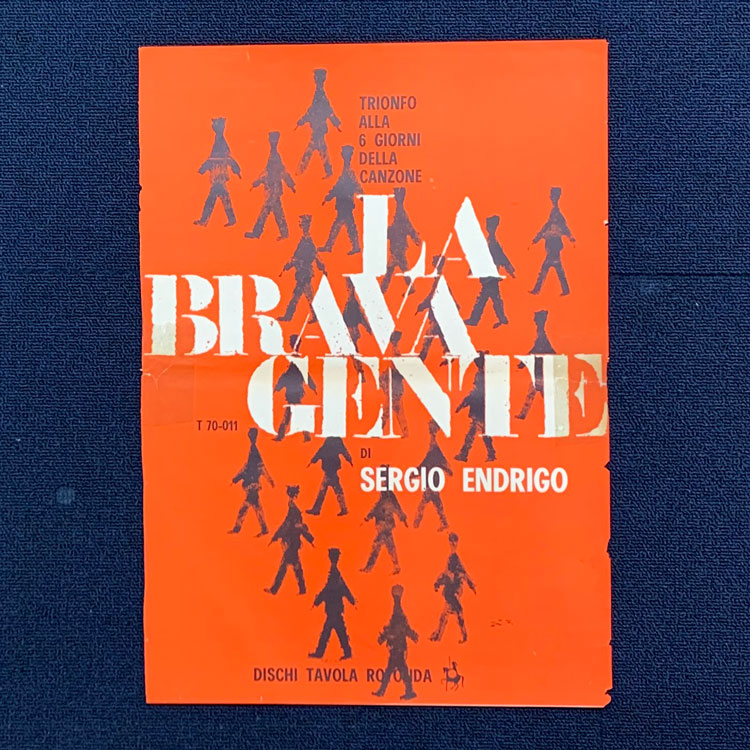 TRIONFO
ALLA
6 GIORNI
DELLA
CANZONE
LA
BRAVA
GENTE
T 70-011
DI
SERGIO ENDRIGO
DISCHI TAVOLA ROTONDA